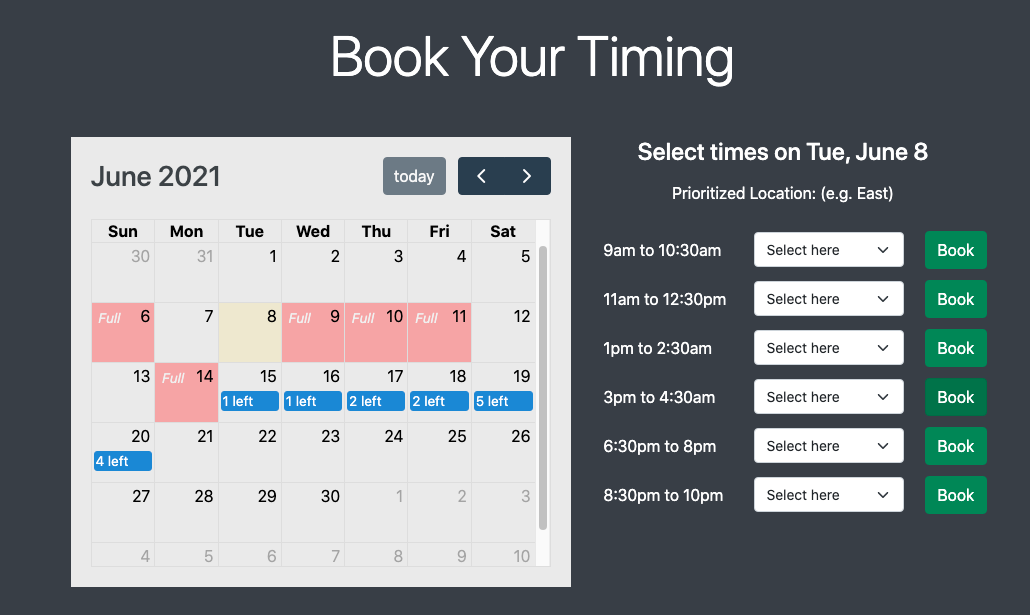 Book Your Timing
June 2021
today
Sun Mon Tue Wed Thu Fri Sat
30 31 1 2 3 4 5
Full 6 7 8 Full 9 Full 10 Full 11 12
13 Full 14 15 16 17 18 19
1 left 1 left 2 left 2 left 5 left
20 21 22 23 24 25 26
4 left
27 28 29 30 1 2 3
4 5 6 7 8 9 10
Select times on Tue, June 8
Prioritized Location: (e.g. East)
9am to 10:30am Select here Book
11am to 12:30pm Select here Book
1pm to 2:30am Select here Book
3pm to 4:30am Select here Book
6:30pm to 8pm Select here Book
8:30pm to 10pm Select here Book